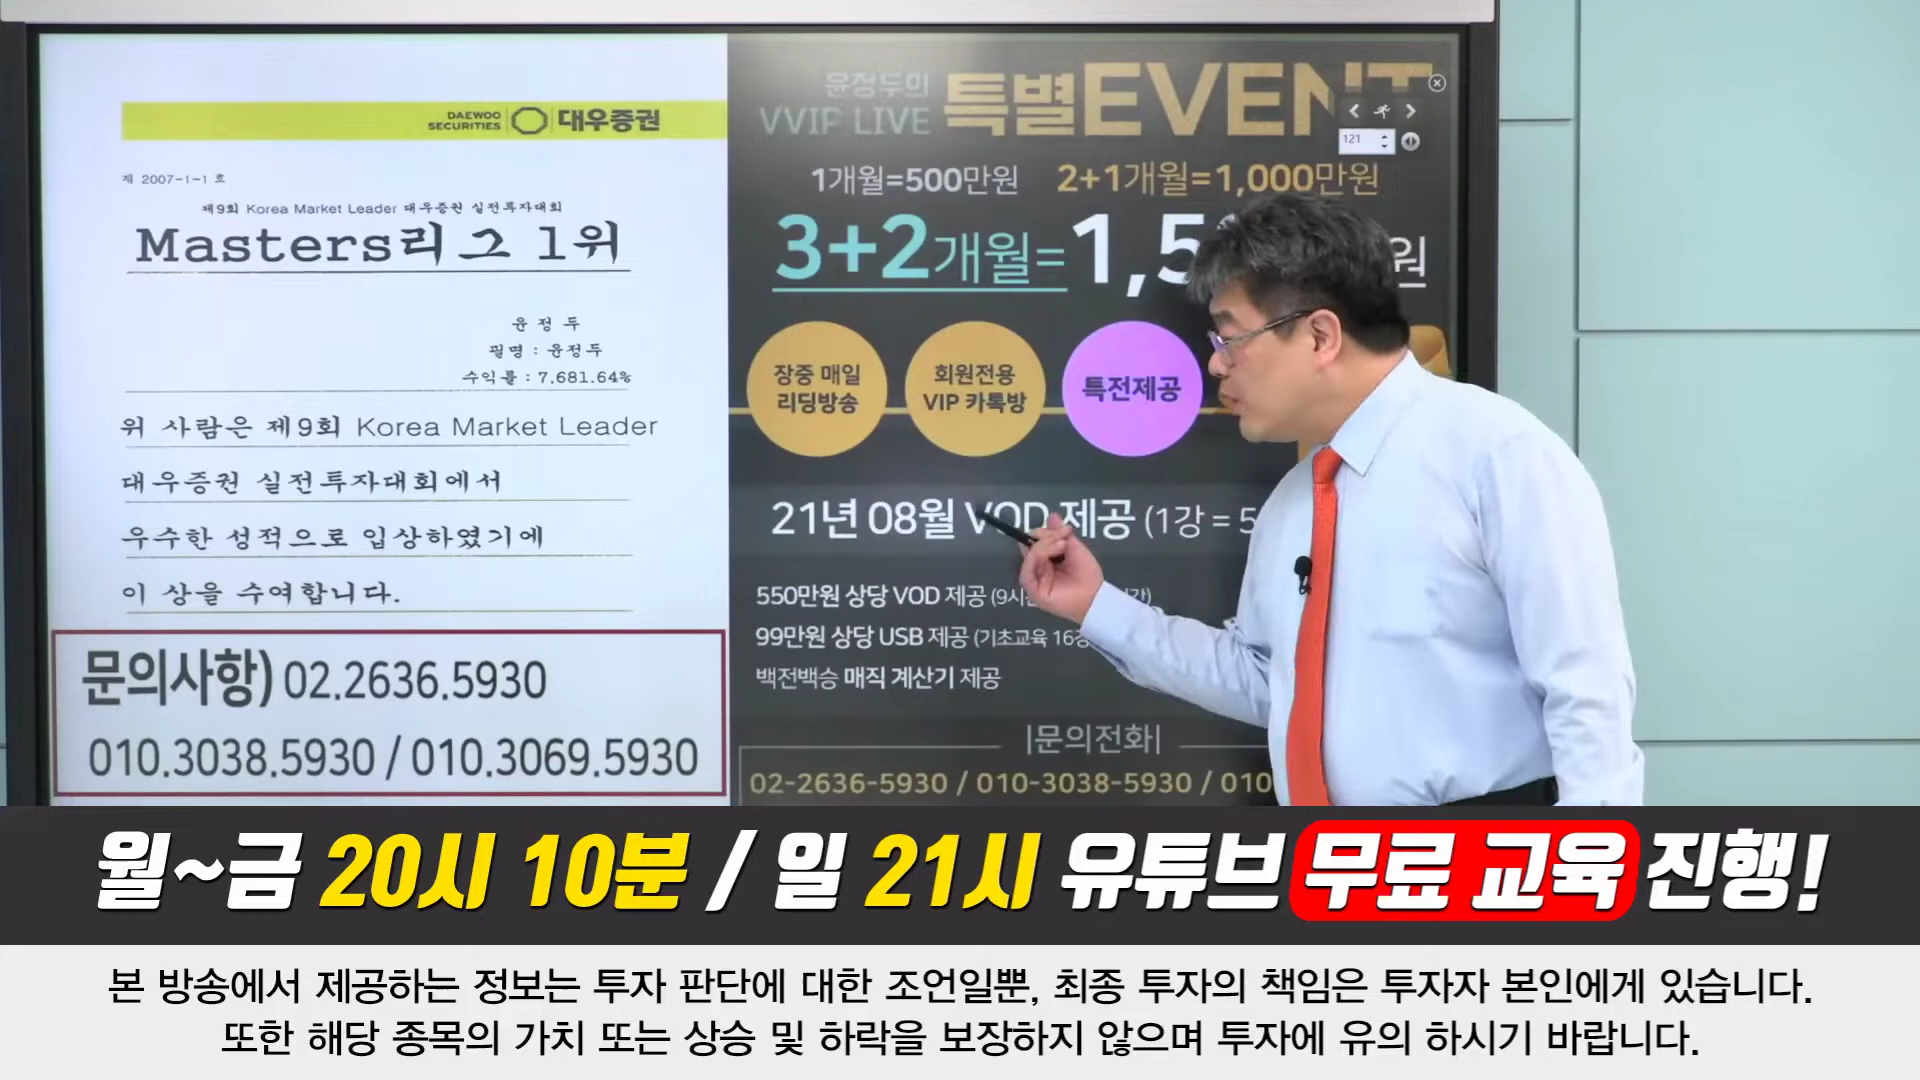 DAEWOO SECURITIES 대우증권
제 2007-1-1 호
제9회 Korea Market Leader 대우증권 실전투자대회
Masters리그 1위
윤정두
필명 : 윤정두
수익률 : 7,681.64%
위 사람은 제9회 Korea Market Leader
대우증권 실전투자대회에서
우수한 성적으로 입상하였기에
이 상을 수여합니다.
문의사항) 02.2636.5930
010.3038.5930 / 010.3069.5930
윤정두의
VVIP LIVE 특별EVENT
121
1개월=500만원 2+1개월=1,000만원
3+2개월=1,5 원
장중 매일
리딩방송
회원전용
VIP 카톡방
특전제공
21년 08월 VOD 제공 (1강 = 5
550만원 상당 VOD 제공 (9시
99만원 상당 USB 제공 (기초교육 16강
백전백승 매직 계산기 제공
|문의전화|
02-2636-5930 / 010-3038-5930 / 010
월~금 20시 10분 / 일 21시 유튜브 무료 교육 진행!
본 방송에서 제공하는 정보는 투자 판단에 대한 조언일뿐, 최종 투자의 책임은 투자자 본인에게 있습니다.
또한 해당 종목의 가치 또는 상승 및 하락을 보장하지 않으며 투자에 유의 하시기 바랍니다.